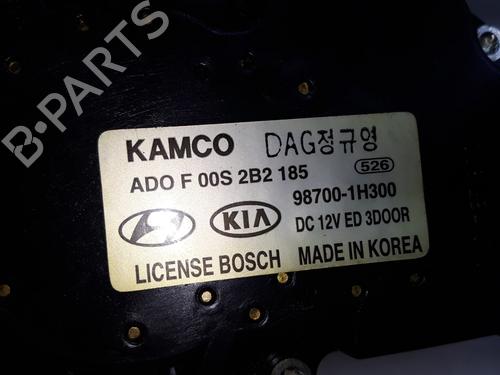 KAMCO DAG정규영
ADO F 00S 2B2 185 526
98700-1H300
KIA DC 12V ED 3DOOR
LICENSE BOSCH MADE IN KOREA
B-PARTS